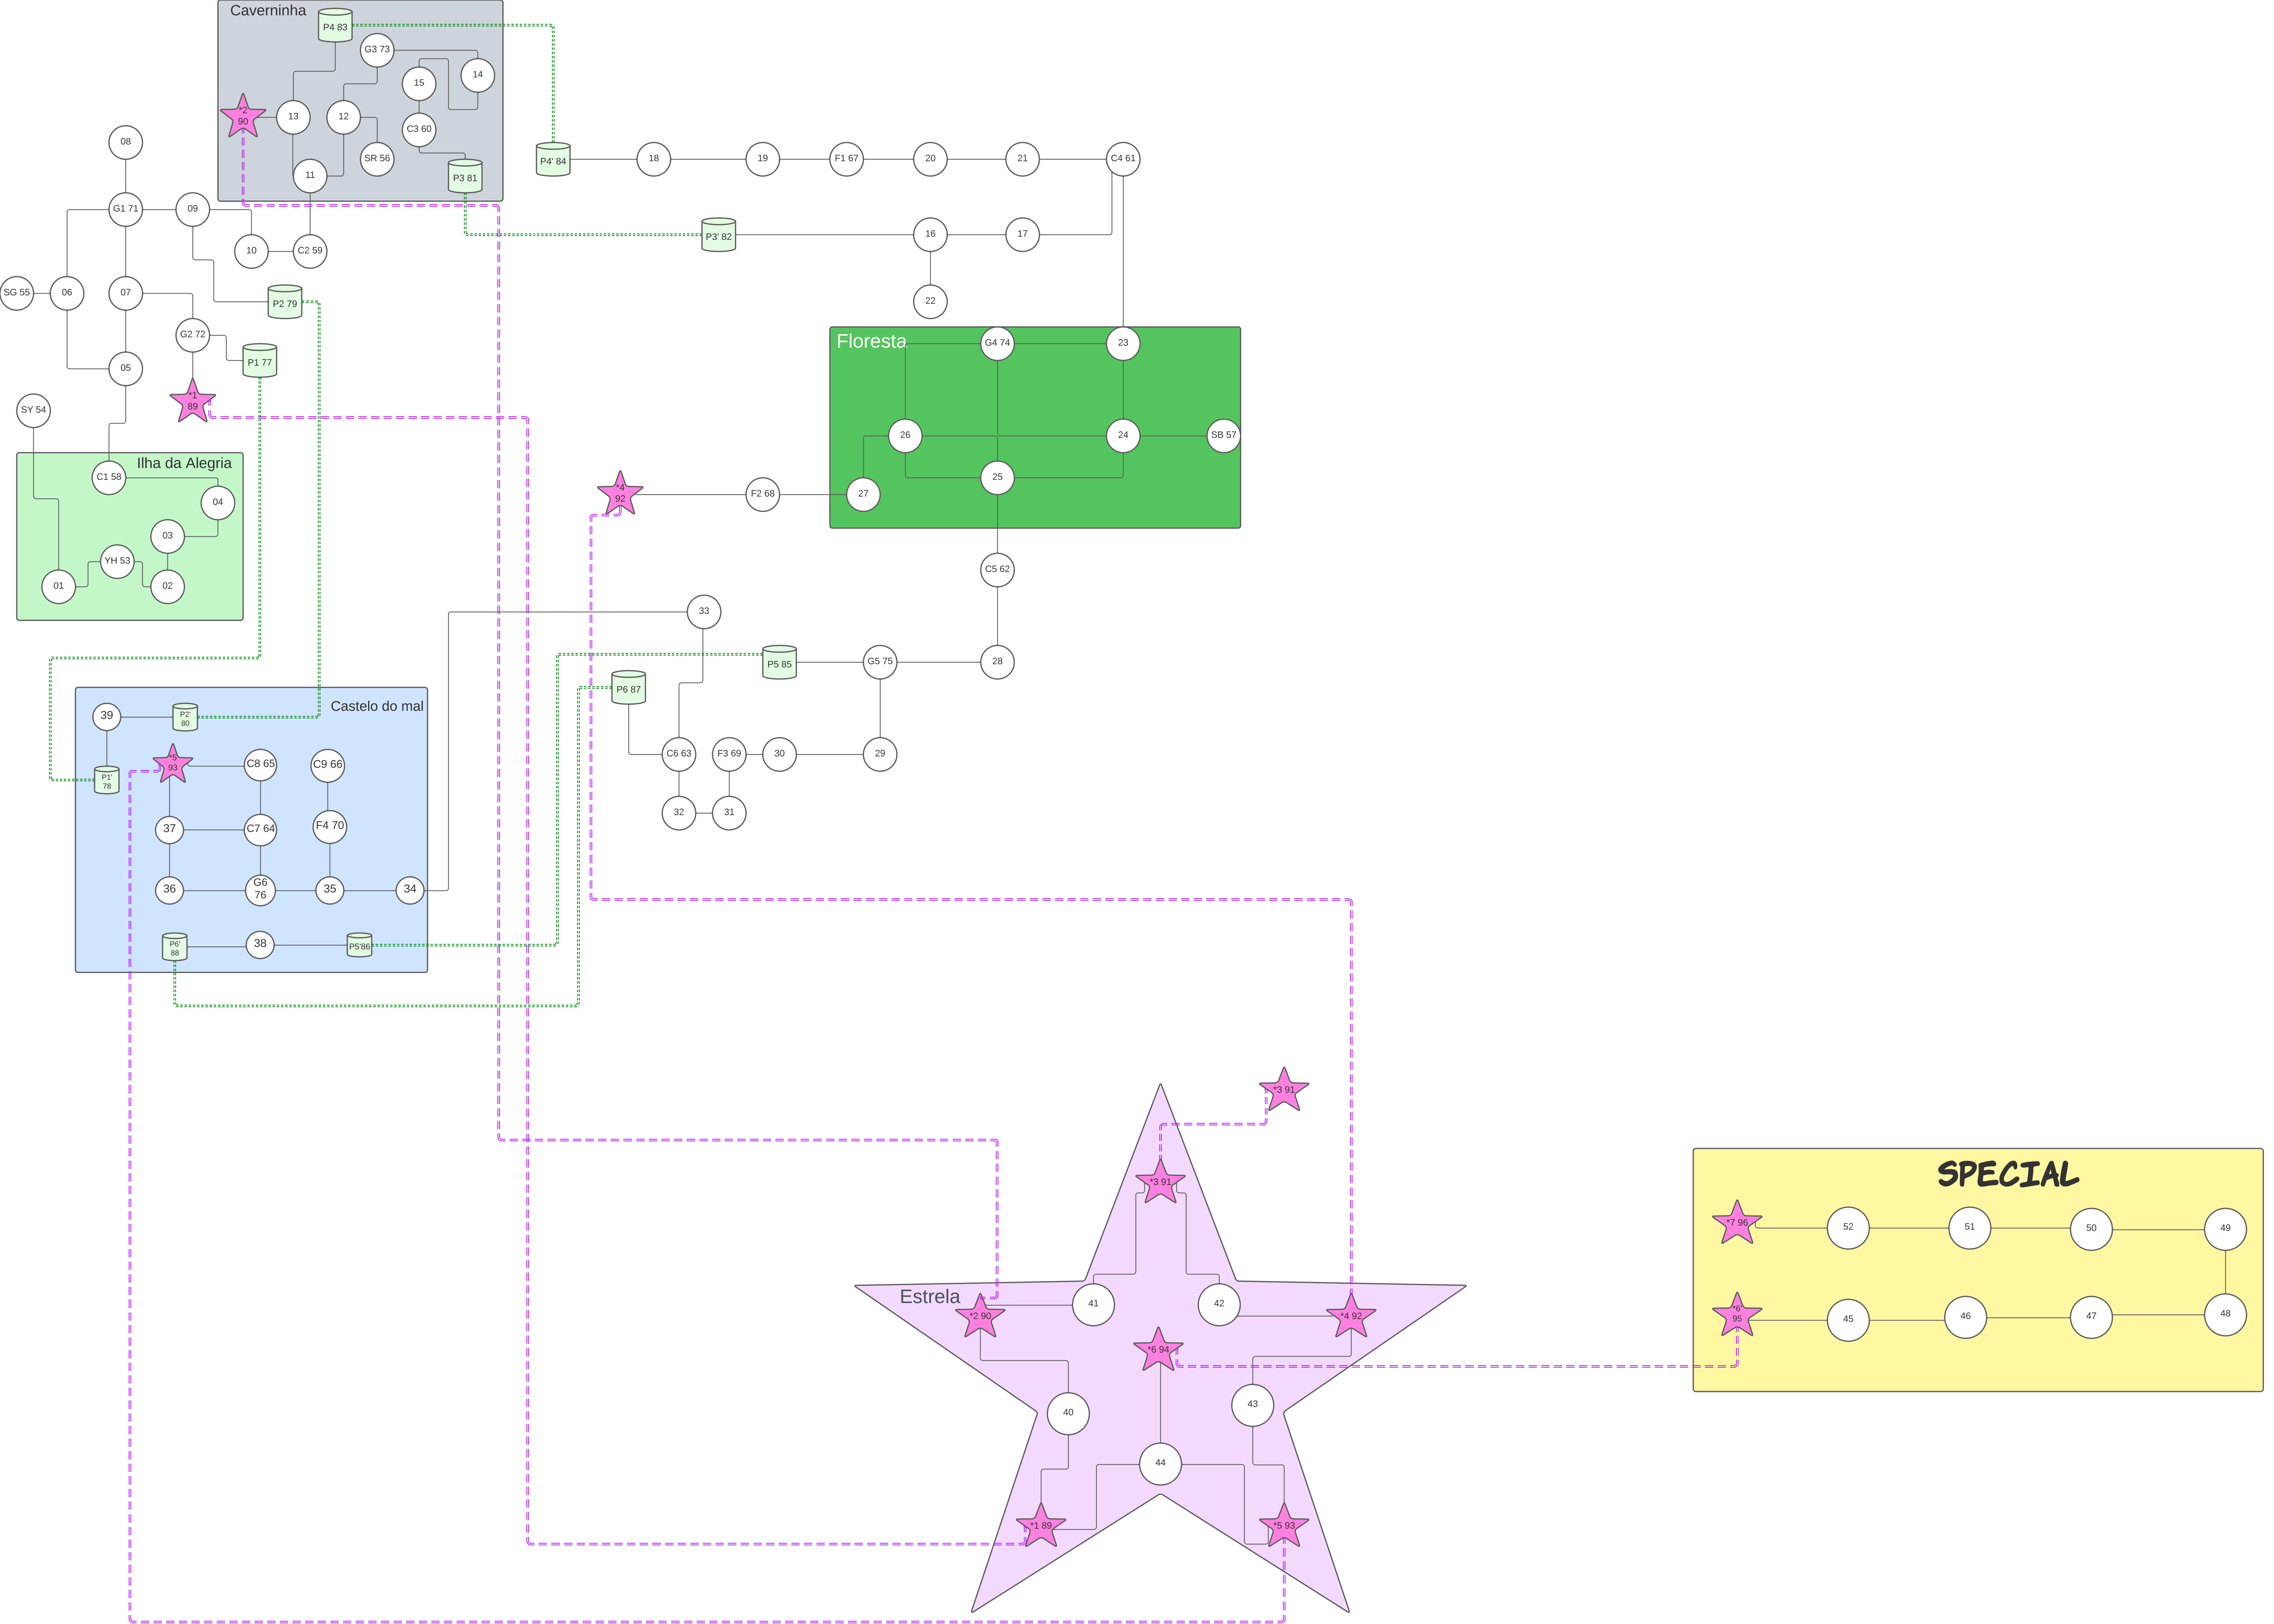 Caverninha
P4 83
G3 73
15
14
*2
90
13
12
C3 60
SR 56
11
P3 81
08
G1 71
09
10
C2 59
SG 55
06
07
P2 79
G2 72
P1 77
05
*1
89
SY 54
P4' 84
18
19
F1 67
20
21
C4 61
P3' 82
16
17
22
Floresta
G4 74
23
26
24
SB 57
25
27
*4
92
F2 68
C5 62
Ilha da Alegria
C1 58
04
03
YH 53
01
02
33
P5 85
G5 75
28
P6 87
C6 63
F3 69
30
29
32
31
Castelo do mal
39
P2'
80
*5
93
C8 65
C9 66
P1'
78
37
C7 64
F4 70
36
G6
76
35
34
P6'
88
38
P5'86
*3 91
*3 91
Estrela
41
42
*2 90
*4 92
*6 94
40
43
44
*1 89
*5 93
SPECIAL
*7 96
52
51
50
49
*6'
95
45
46
47
48